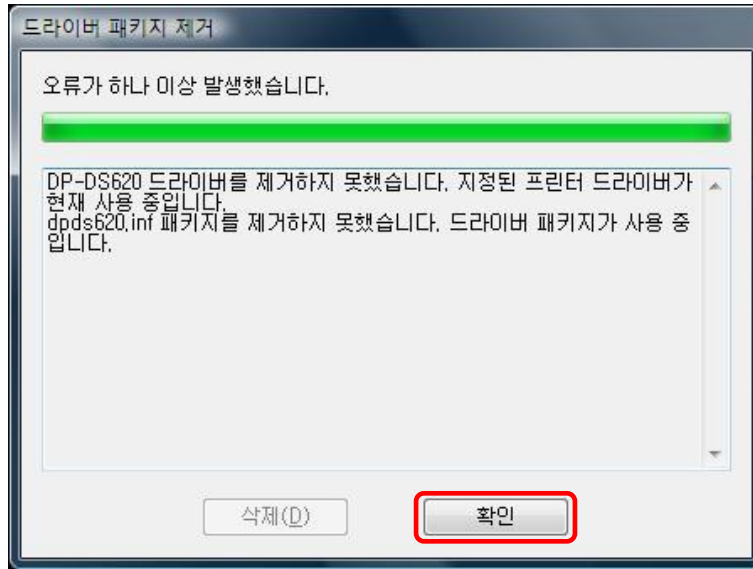 드라이버 패키지 제거
오류가 하나 이상 발생했습니다.
DP-DS620 드라이버를 제거하지 못했습니다. 지정된 프린터 드라이버가
현재 사용 중입니다.
dpds620.inf 패키지를 제거하지 못했습니다. 드라이버 패키지가 사용 중
입니다.
삭제(D)
확인